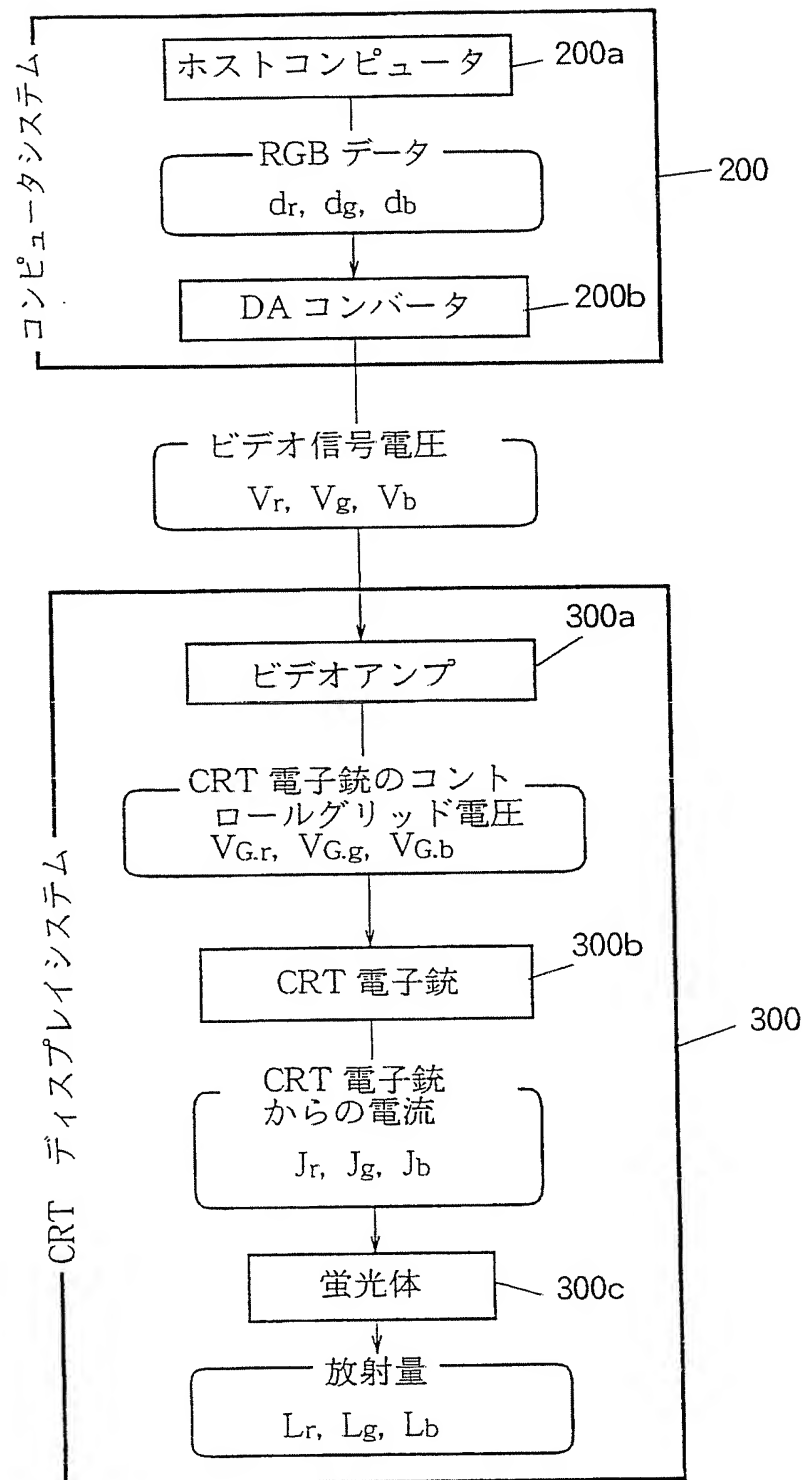 コンピュータシステム
ホストコンピュータ
200a
RGB データ
dr, dg, db
200
DA コンバータ
200b
ビデオ信号電圧
Vr, Vg, Vb
CRT ディスプレイシステム
300a
ビデオアンプ
CRT 電子銃のコント
ロールグリッド電圧
VG.r, VG.g, VG.b
300b
CRT 電子銃
300
CRT 電子銃
からの電流
Jr, Jg, Jb
蛍光体
300c
放射量
Lr, Lg, Lb